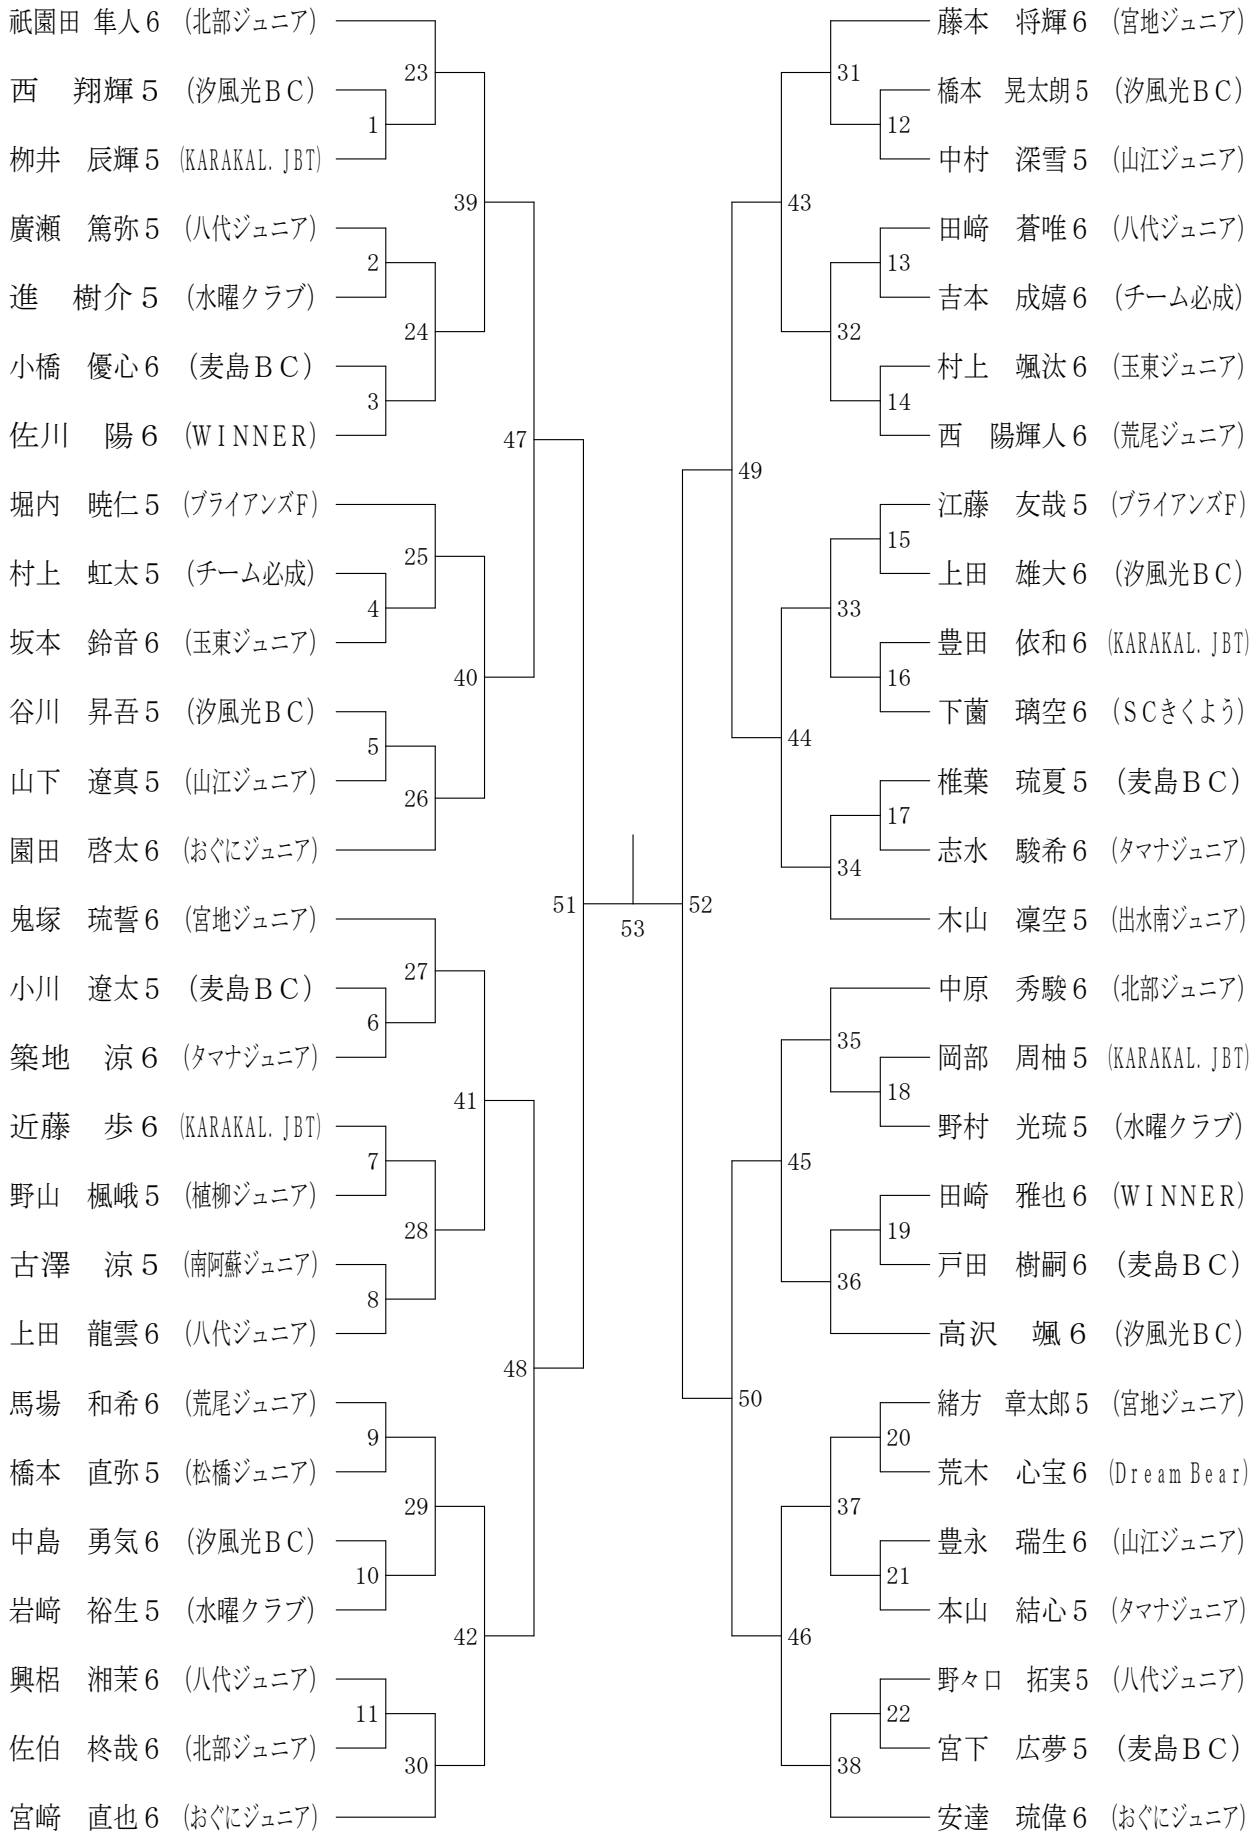 祇園田 隼人6 (北部ジュニア)
西 翔輝5 (汐風光BC)
栁井 辰輝5 (KARAKAL. JBT)
廣瀬 篤弥5 (八代ジュニア)
進 樹介5 (水曜クラブ)
小橋 優心6 (麦島BC)
佐川 陽6 (WINNER)
堀内 暁仁5 (ブライアンズF)
村上 虹太5 (チーム必成)
坂本 鈴音6 (玉東ジュニア)
谷川 昇吾5 (汐風光BC)
山下 遼真5 (山江ジュニア)
園田 啓太6 (おぐにジュニア)
鬼塚 琉誓6 (宮地ジュニア)
小川 遼太5 (麦島BC)
築地 涼6 (タマナジュニア)
近藤 歩6 (KARAKAL. JBT)
野山 楓峨5 (植柳ジュニア)
古澤 涼5 (南阿蘇ジュニア)
上田 龍雲6 (八代ジュニア)
馬場 和希6 (荒尾ジュニア)
橋本 直弥5 (松橋ジュニア)
中島 勇気6 (汐風光BC)
岩﨑 裕生5 (水曜クラブ)
興梠 湘茉6 (八代ジュニア)
佐伯 柊哉6 (北部ジュニア)
宮﨑 直也6 (おぐにジュニア)
1
2
3
4
5
6
7
8
9
10
11
23
24
25
26
27
28
29
30
39
40
41
42
47
48
51
53
52
49
50
43
44
45
46
31
32
33
34
35
36
37
38
12
13
14
15
16
17
18
19
20
21
22
藤本 将輝6 (宮地ジュニア)
橋本 晃太朗5 (汐風光BC)
中村 深雪5 (山江ジュニア)
田﨑 蒼唯6 (八代ジュニア)
吉本 成嬉6 (チーム必成)
村上 颯汰6 (玉東ジュニア)
西 陽輝人6 (荒尾ジュニア)
江藤 友哉5 (ブライアンズF)
上田 雄大6 (汐風光BC)
豊田 依和6 (KARAKAL. JBT)
下薗 璃空6 (SCきくよう)
椎葉 琉夏5 (麦島BC)
志水 駿希6 (タマナジュニア)
木山 凜空5 (出水南ジュニア)
中原 秀駿6 (北部ジュニア)
岡部 周柚5 (KARAKAL. JBT)
野村 光琉5 (水曜クラブ)
田崎 雅也6 (WINNER)
戸田 樹嗣6 (麦島BC)
高沢 颯6 (汐風光BC)
緒方 章太郎5 (宮地ジュニア)
荒木 心宝6 (Dream Bear)
豊永 瑞生6 (山江ジュニア)
本山 結心5 (タマナジュニア)
野々口 拓実5 (八代ジュニア)
宮下 広夢5 (麦島BC)
安達 琉偉6 (おぐにジュニア)